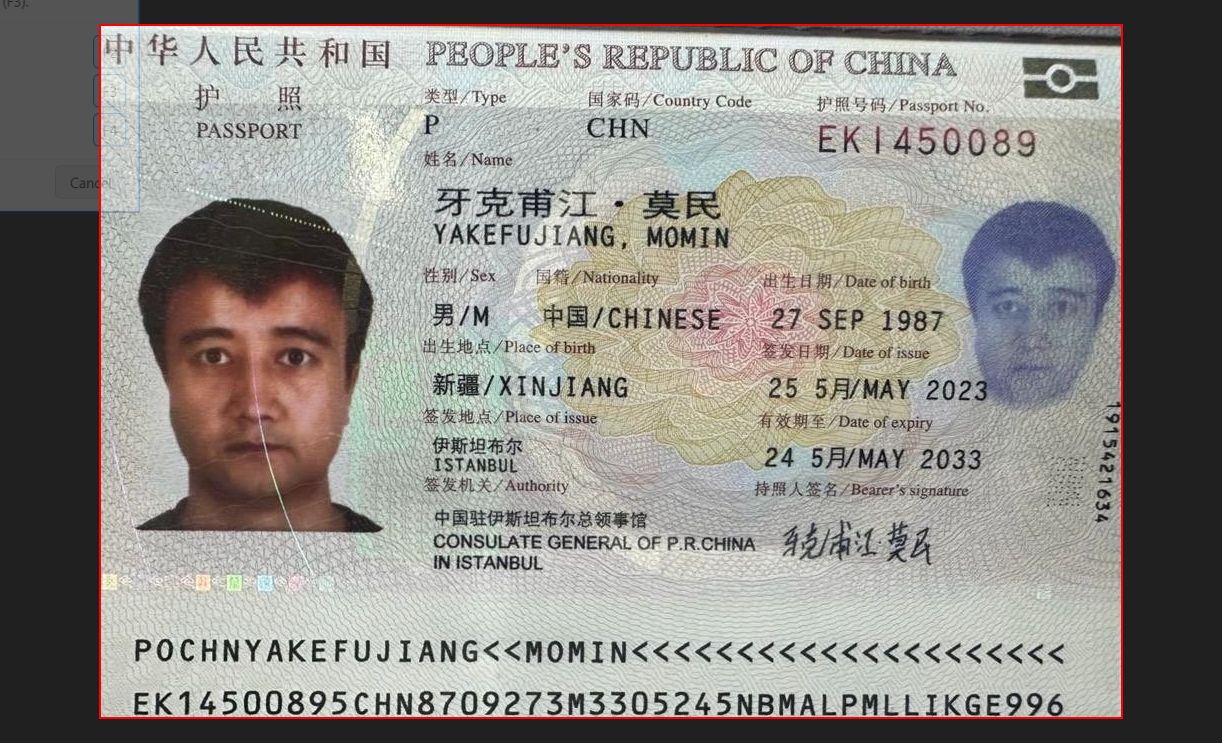 (F3).
Cancel
中华人民共和国 PEOPLE'S REPUBLIC OF CHINA
护 照
PASSPORT
类型/Type 国家码/Country Code 护照号码/Passport No.
P CHN EK1450089
姓名/Name
牙克甫江·莫民
YAKEFUJIANG, MOMIN
性别/Sex 国籍/Nationality 出生日期/Date of birth
男/M 中国/CHINESE 27 SEP 1987
出生地点/Place of birth 签发日期/Date of issue
新疆/XINJIANG 25 5月/MAY 2023
签发地点/Place of issue 有效期至/Date of expiry
伊斯坦布尔
ISTANBUL 24 5月/MAY 2033
签发机关/Authority 持照人签名/Bearer's signature
中国驻伊斯坦布尔总领事馆
CONSULATE GENERAL OF P.R.CHINA
IN ISTANBUL
牙克甫江莫民
1915421634
POCHNYAKEFUJIANG<<MOMIN<<<<<<<<<<<<<<<<<<<<<
EK14500895CHN8709273M3305245NBMALPMLLIKGE996